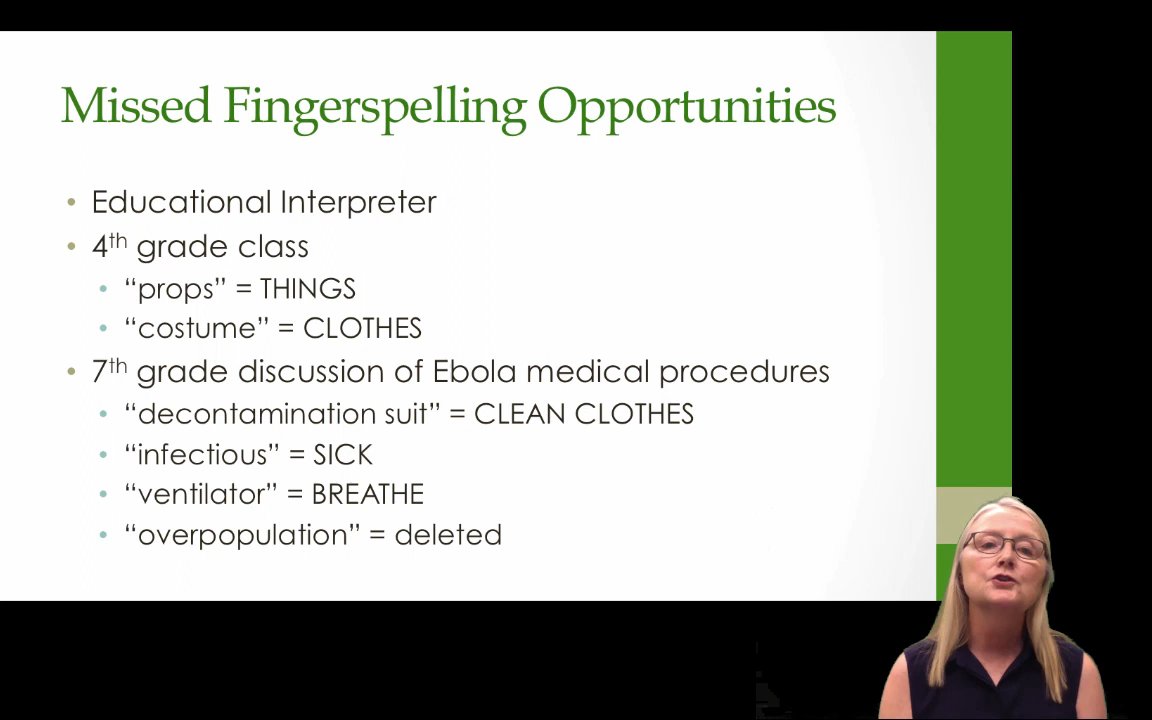 Missed Fingerspelling Opportunities
• Educational Interpreter
• 4th grade class
• “props” = THINGS
• “costume” = CLOTHES
• 7th grade discussion of Ebola medical procedures
• “decontamination suit” = CLEAN CLOTHES
• “infectious” = SICK
• “ventilator” = BREATHE
• “overpopulation” = deleted